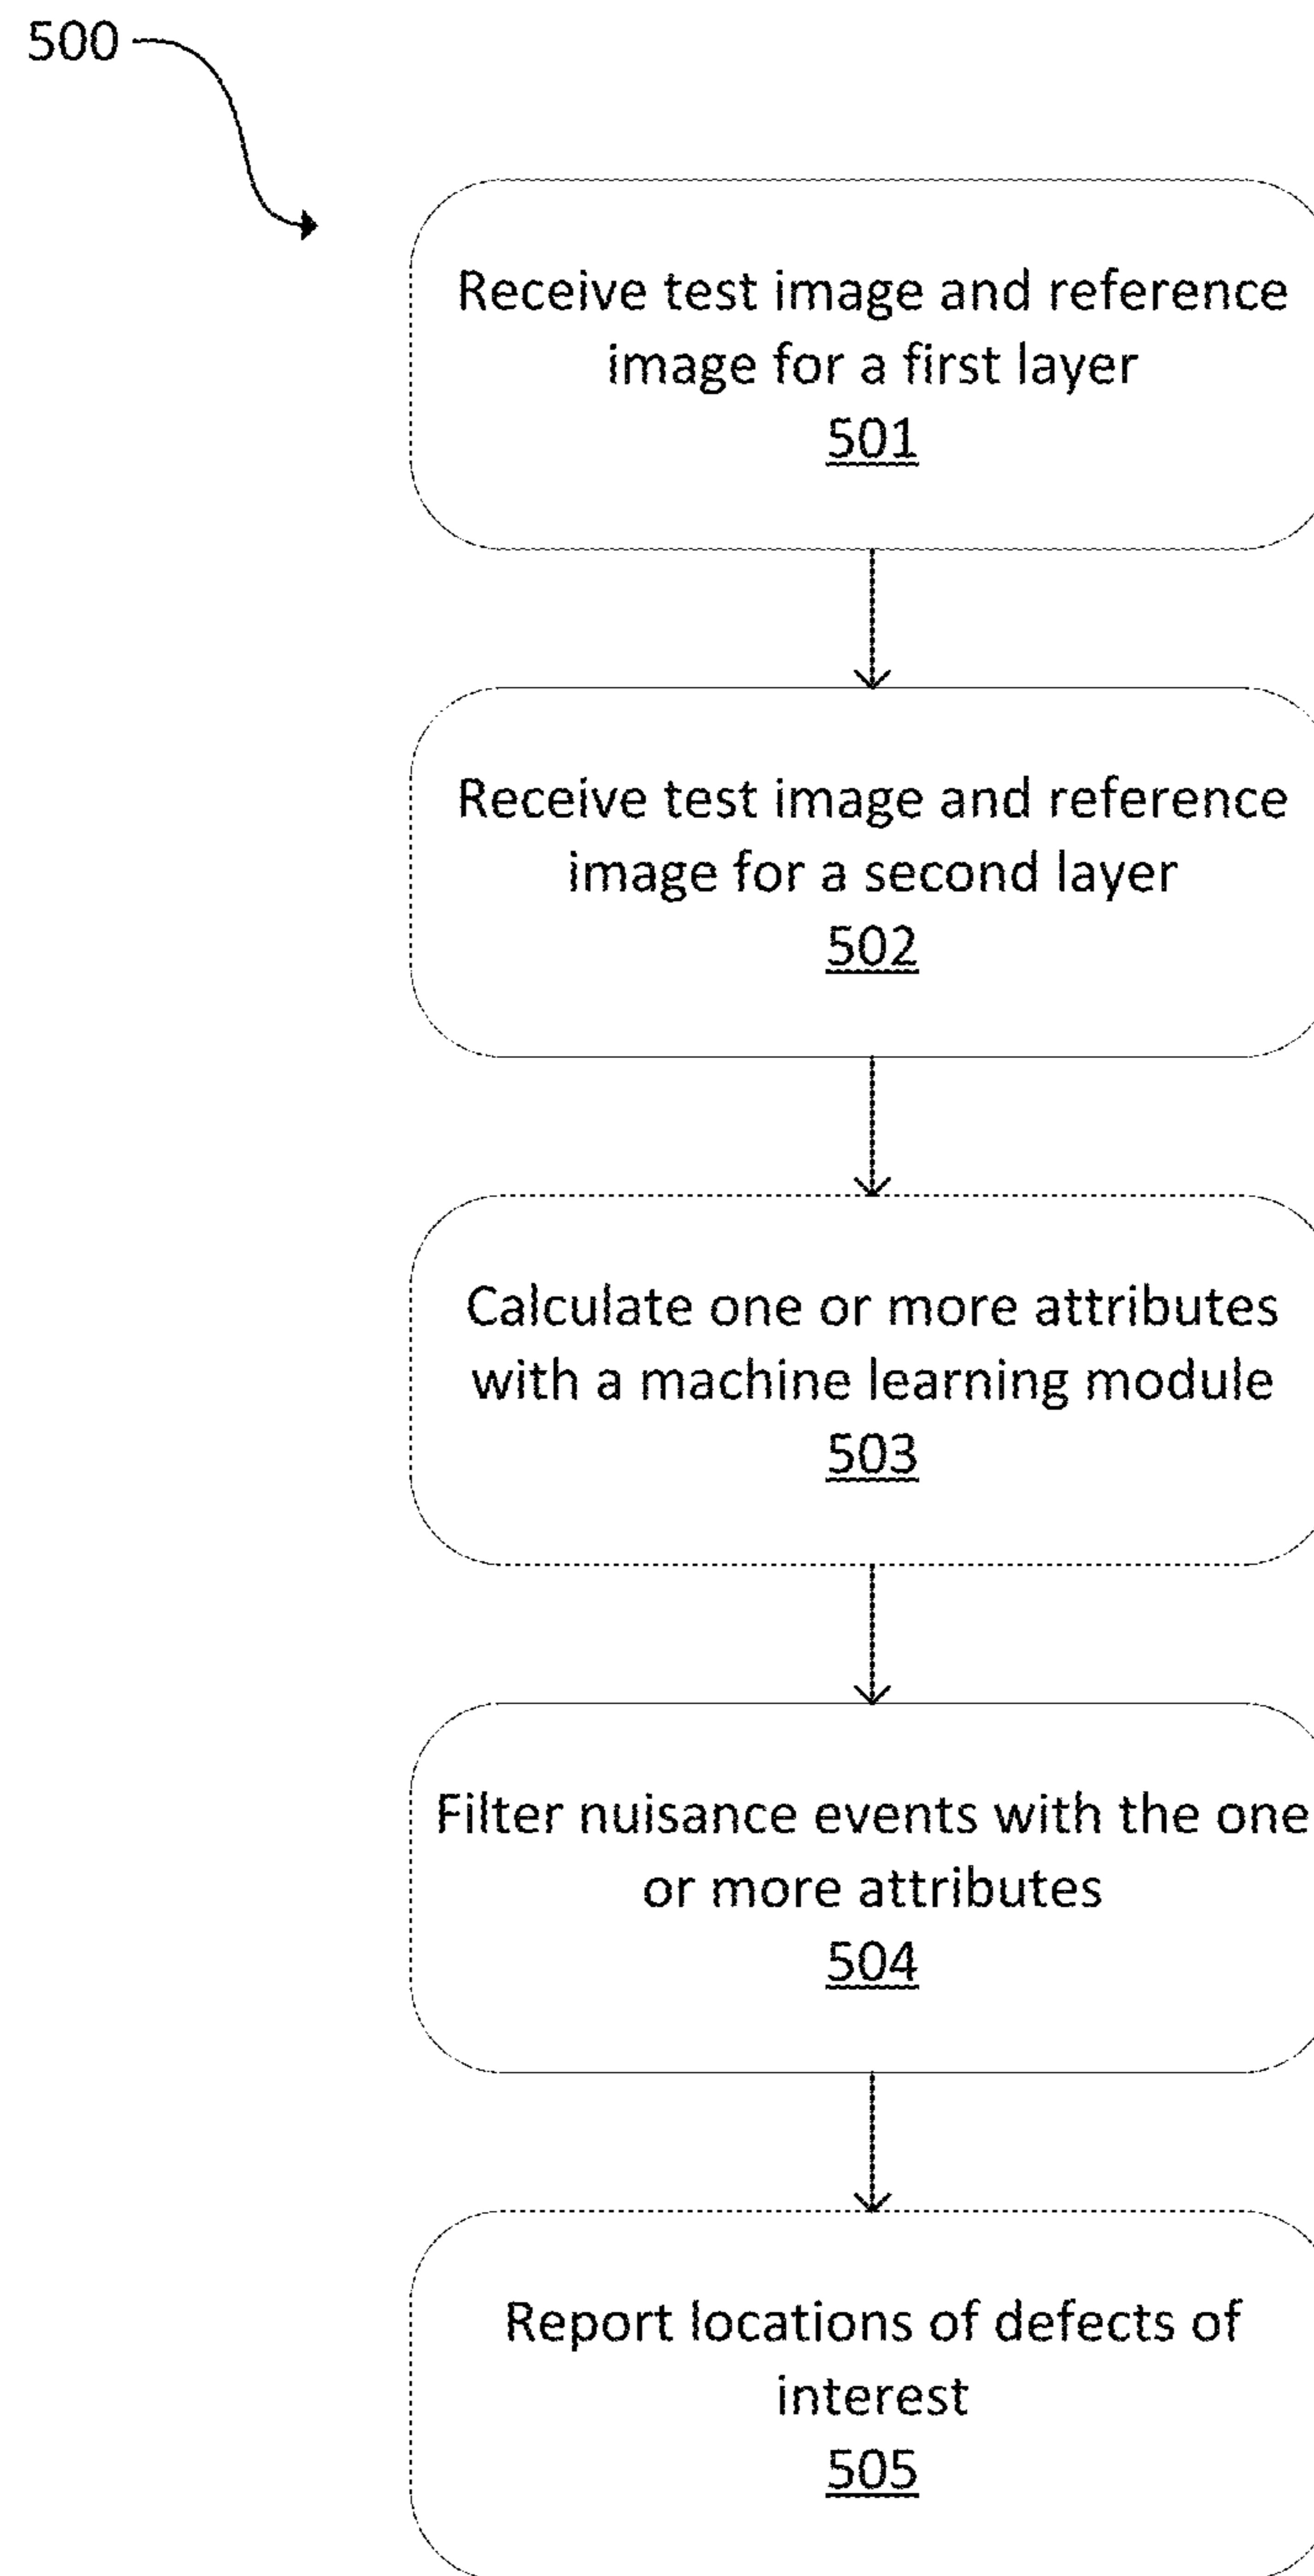 500
Receive test image and reference
image for a first layer
501
Receive test image and reference
image for a second layer
502
Calculate one or more attributes
with a machine learning module
503
Filter nuisance events with the one
or more attributes
504
Report locations of defects of
interest
505